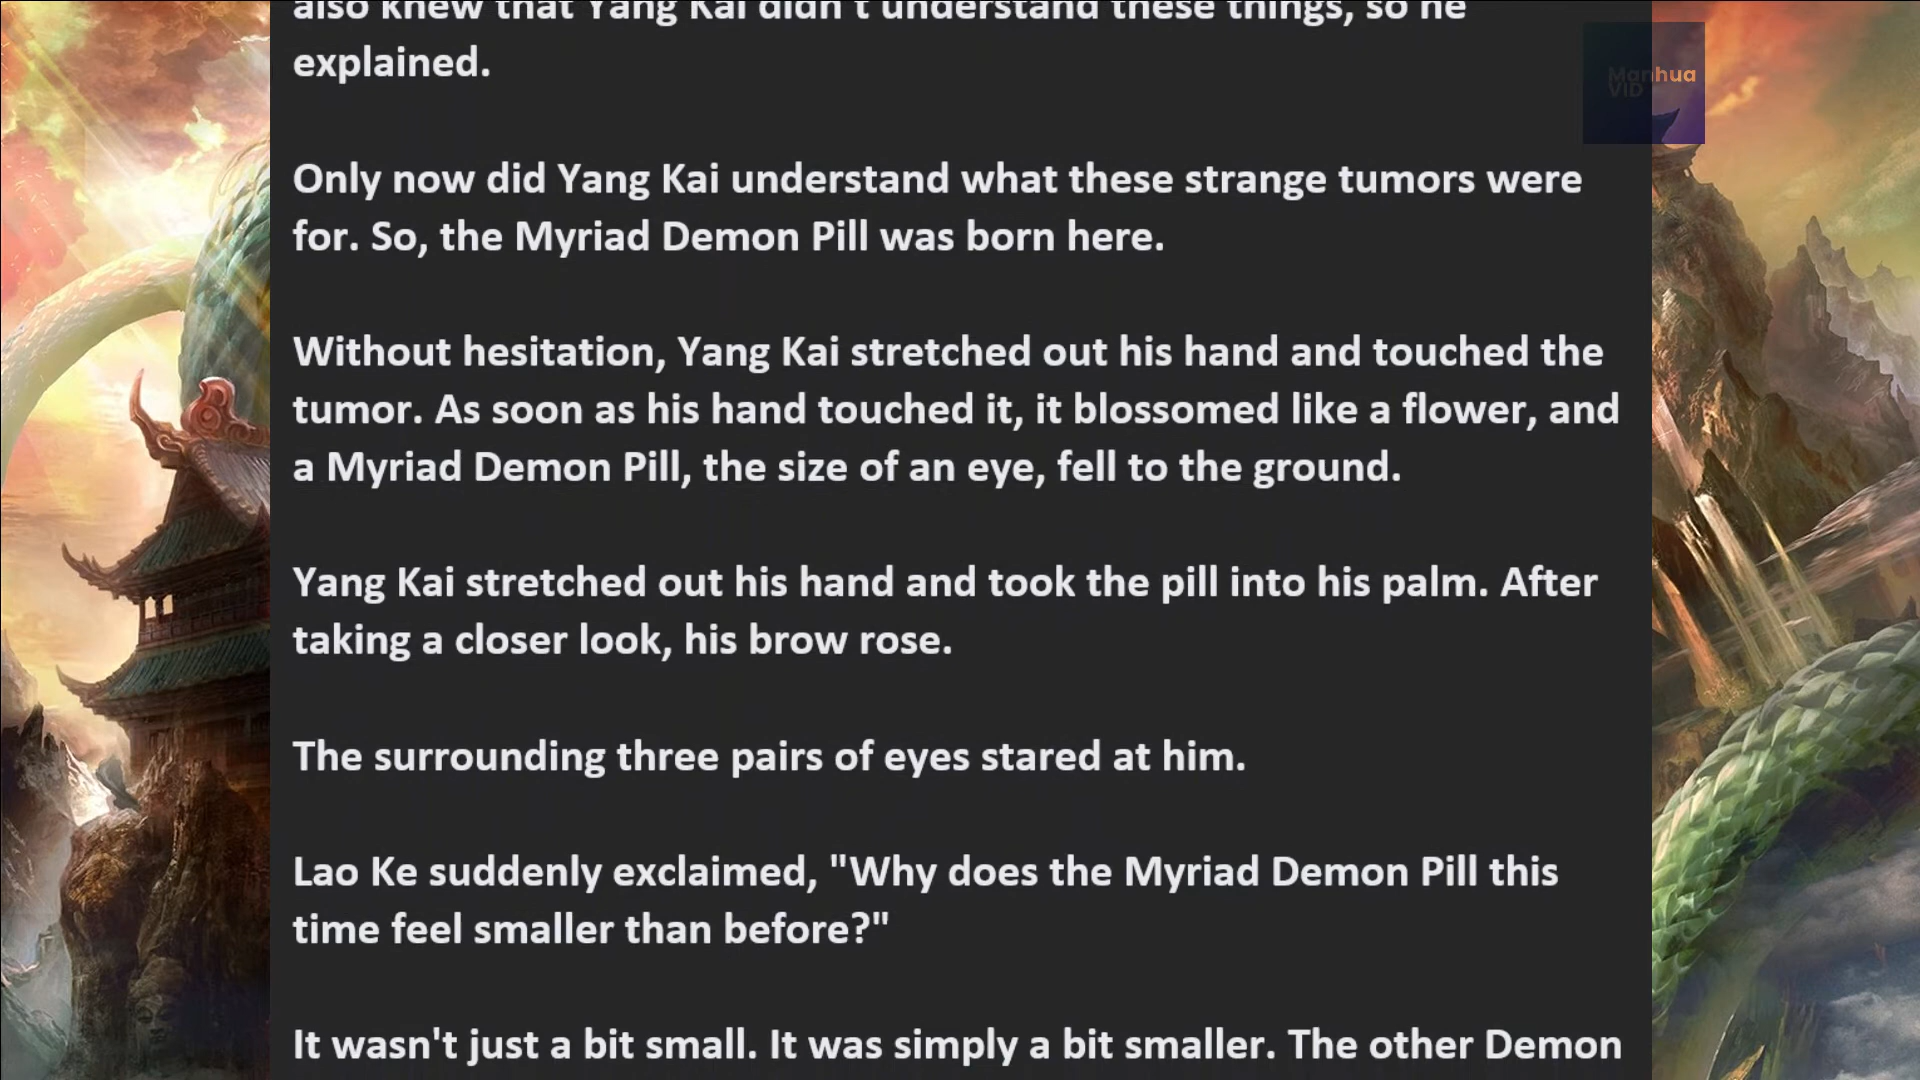 also knew that Yang Kai didn't understand these things, so he
explained.
Manhua
VID
Only now did Yang Kai understand what these strange tumors were
for. So, the Myriad Demon Pill was born here.
Without hesitation, Yang Kai stretched out his hand and touched the
tumor. As soon as his hand touched it, it blossomed like a flower, and
a Myriad Demon Pill, the size of an eye, fell to the ground.
Yang Kai stretched out his hand and took the pill into his palm. After
taking a closer look, his brow rose.
The surrounding three pairs of eyes stared at him.
Lao Ke suddenly exclaimed, "Why does the Myriad Demon Pill this
time feel smaller than before?"
It wasn't just a bit small. It was simply a bit smaller. The other Demon